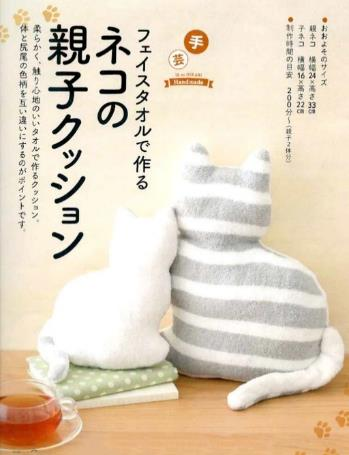 手
芸
Handmade
フェイスタオルで作る
ネコの
親子クッション
柔らかく、触り心地のいいタオルで作るクッション。
体と尻尾の色柄を互い違いにするのがポイントです。
●おおよそのサイズ
親ネコ 横幅24×高さ33㎝
子ネコ 横幅16×高さ22㎝
●制作時間の目安 200分〜(親子2体分)